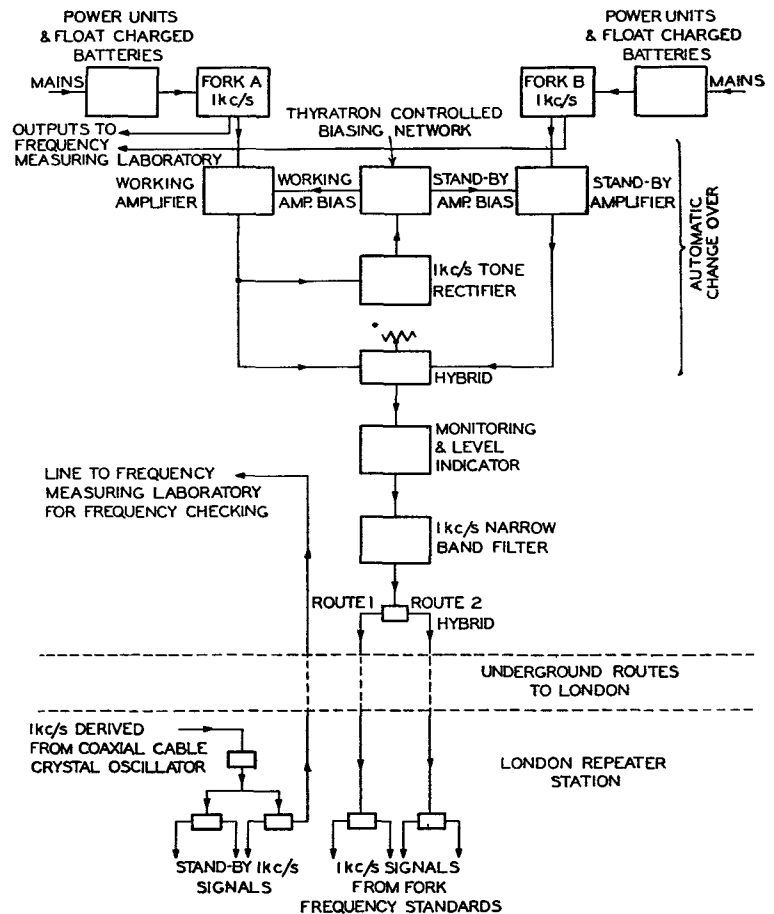 POWER UNITS
& FLOAT CHARGED
BATTERIES
POWER UNITS
& FLOAT CHARGED
BATTERIES
MAINS
FORK A
1kc/s
FORK B
1kc/s
MAINS
THYRATRON CONTROLLED
BIASING NETWORK
OUTPUTS TO
FREQUENCY
MEASURING LABORATORY
WORKING
AMPLIFIER
WORKING
AMP. BIAS
STAND-BY
AMP. BIAS
STAND-BY
AMPLIFIER
AUTOMATIC
CHANGE OVER
1kc/s TONE
RECTIFIER
HYBRID
MONITORING
& LEVEL
INDICATOR
LINE TO FREQUENCY
MEASURING LABORATORY
FOR FREQUENCY CHECKING
1kc/s NARROW
BAND FILTER
ROUTE 1
ROUTE 2
HYBRID
UNDERGROUND ROUTES
TO LONDON
1kc/s DERIVED
FROM COAXIAL CABLE
CRYSTAL OSCILLATOR
LONDON REPEATER
STATION
STAND-BY 1kc/s
SIGNALS
1kc/s SIGNALS
FROM FORK
FREQUENCY STANDARDS